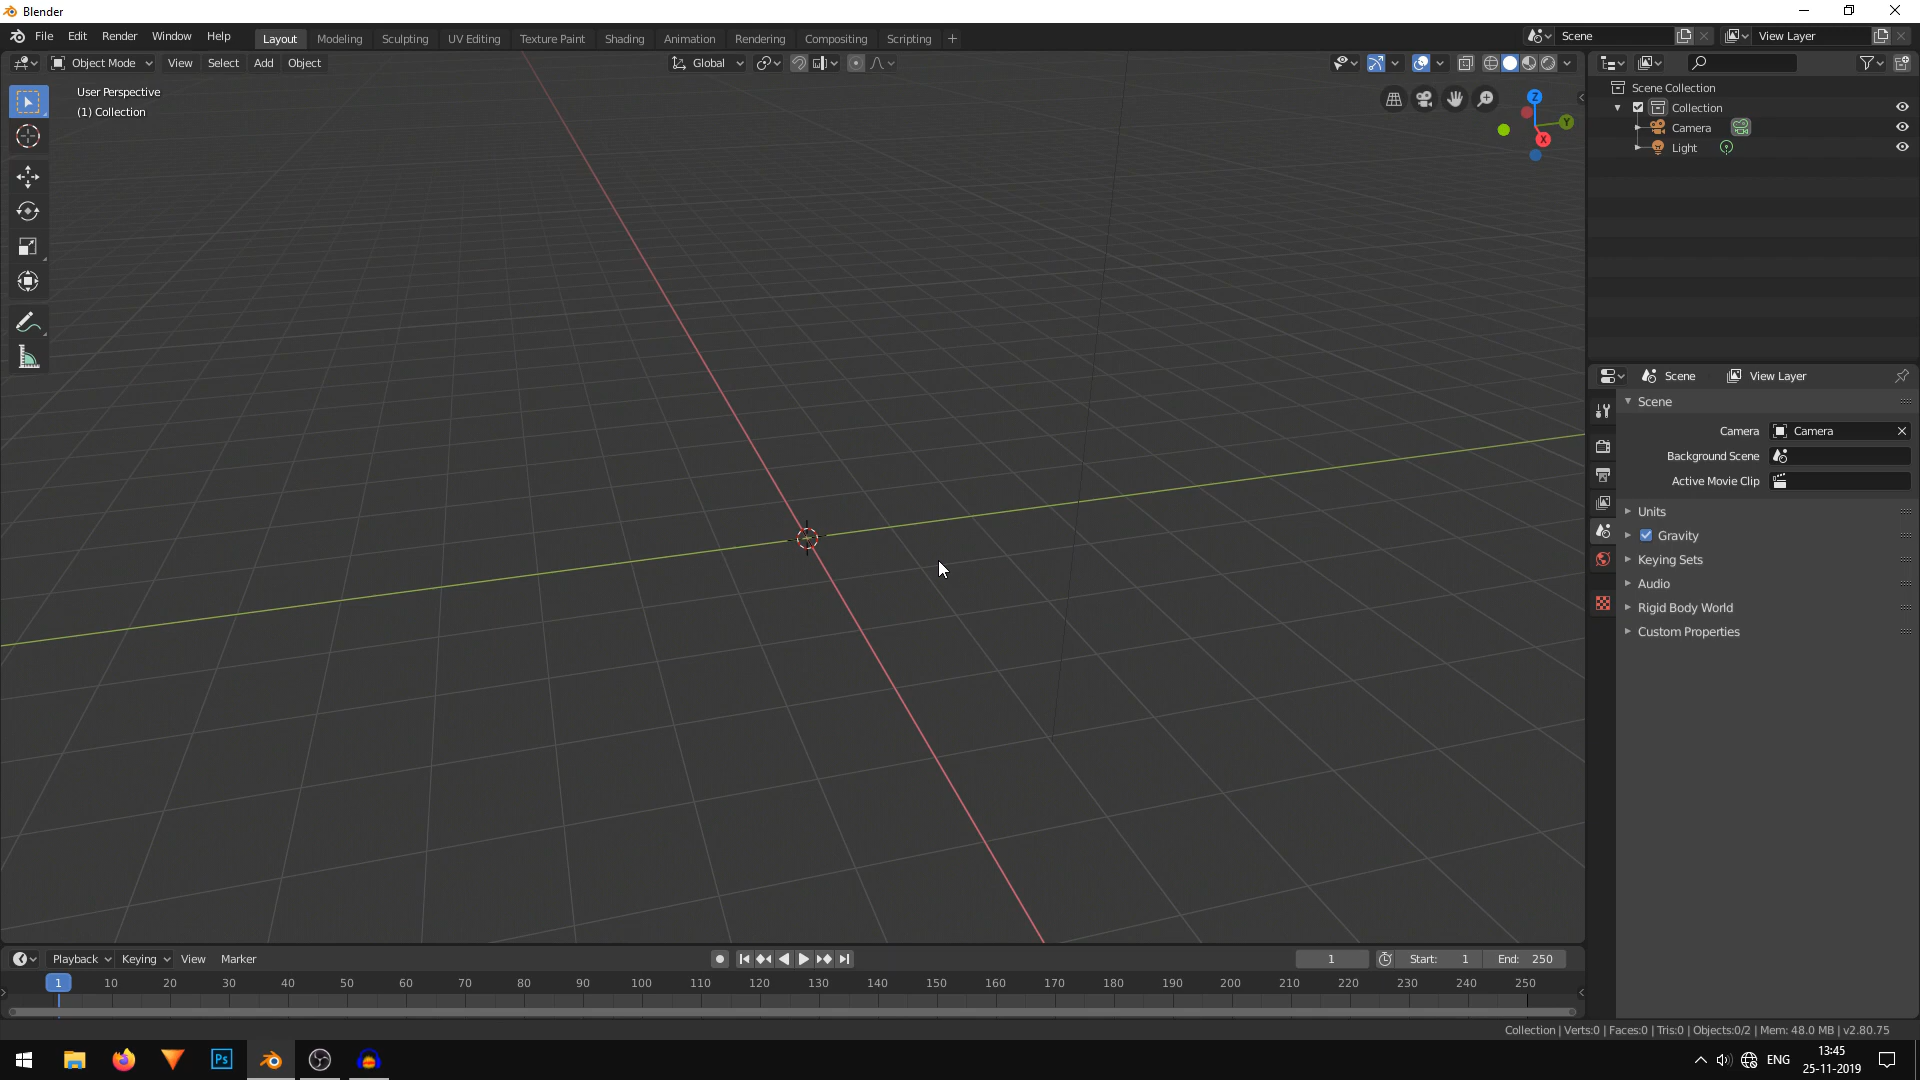 Blender
File Edit Render Window Help Layout Modeling Sculpting UV Editing Texture Paint Shading Animation Rendering Compositing Scripting + Scene View Layer
Object Mode View Select Add Object Global
User Perspective
(1) Collection
Z
Y
X
Scene Collection
Collection
Camera
Light
Scene View Layer
Scene
Camera Camera
Background Scene
Active Movie Clip
Units
Gravity
Keying Sets
Audio
Rigid Body World
Custom Properties
Playback Keying View Marker 1 Start: 1 End: 250
1 10 20 30 40 50 60 70 80 90 100 110 120 130 140 150 160 170 180 190 200 210 220 230 240 250
Collection | Verts:0 | Faces:0 | Tris:0 | Objects:0/2 | Mem: 48.0 MB | v2.80.75
Ps
ENG
13:45
25-11-2019